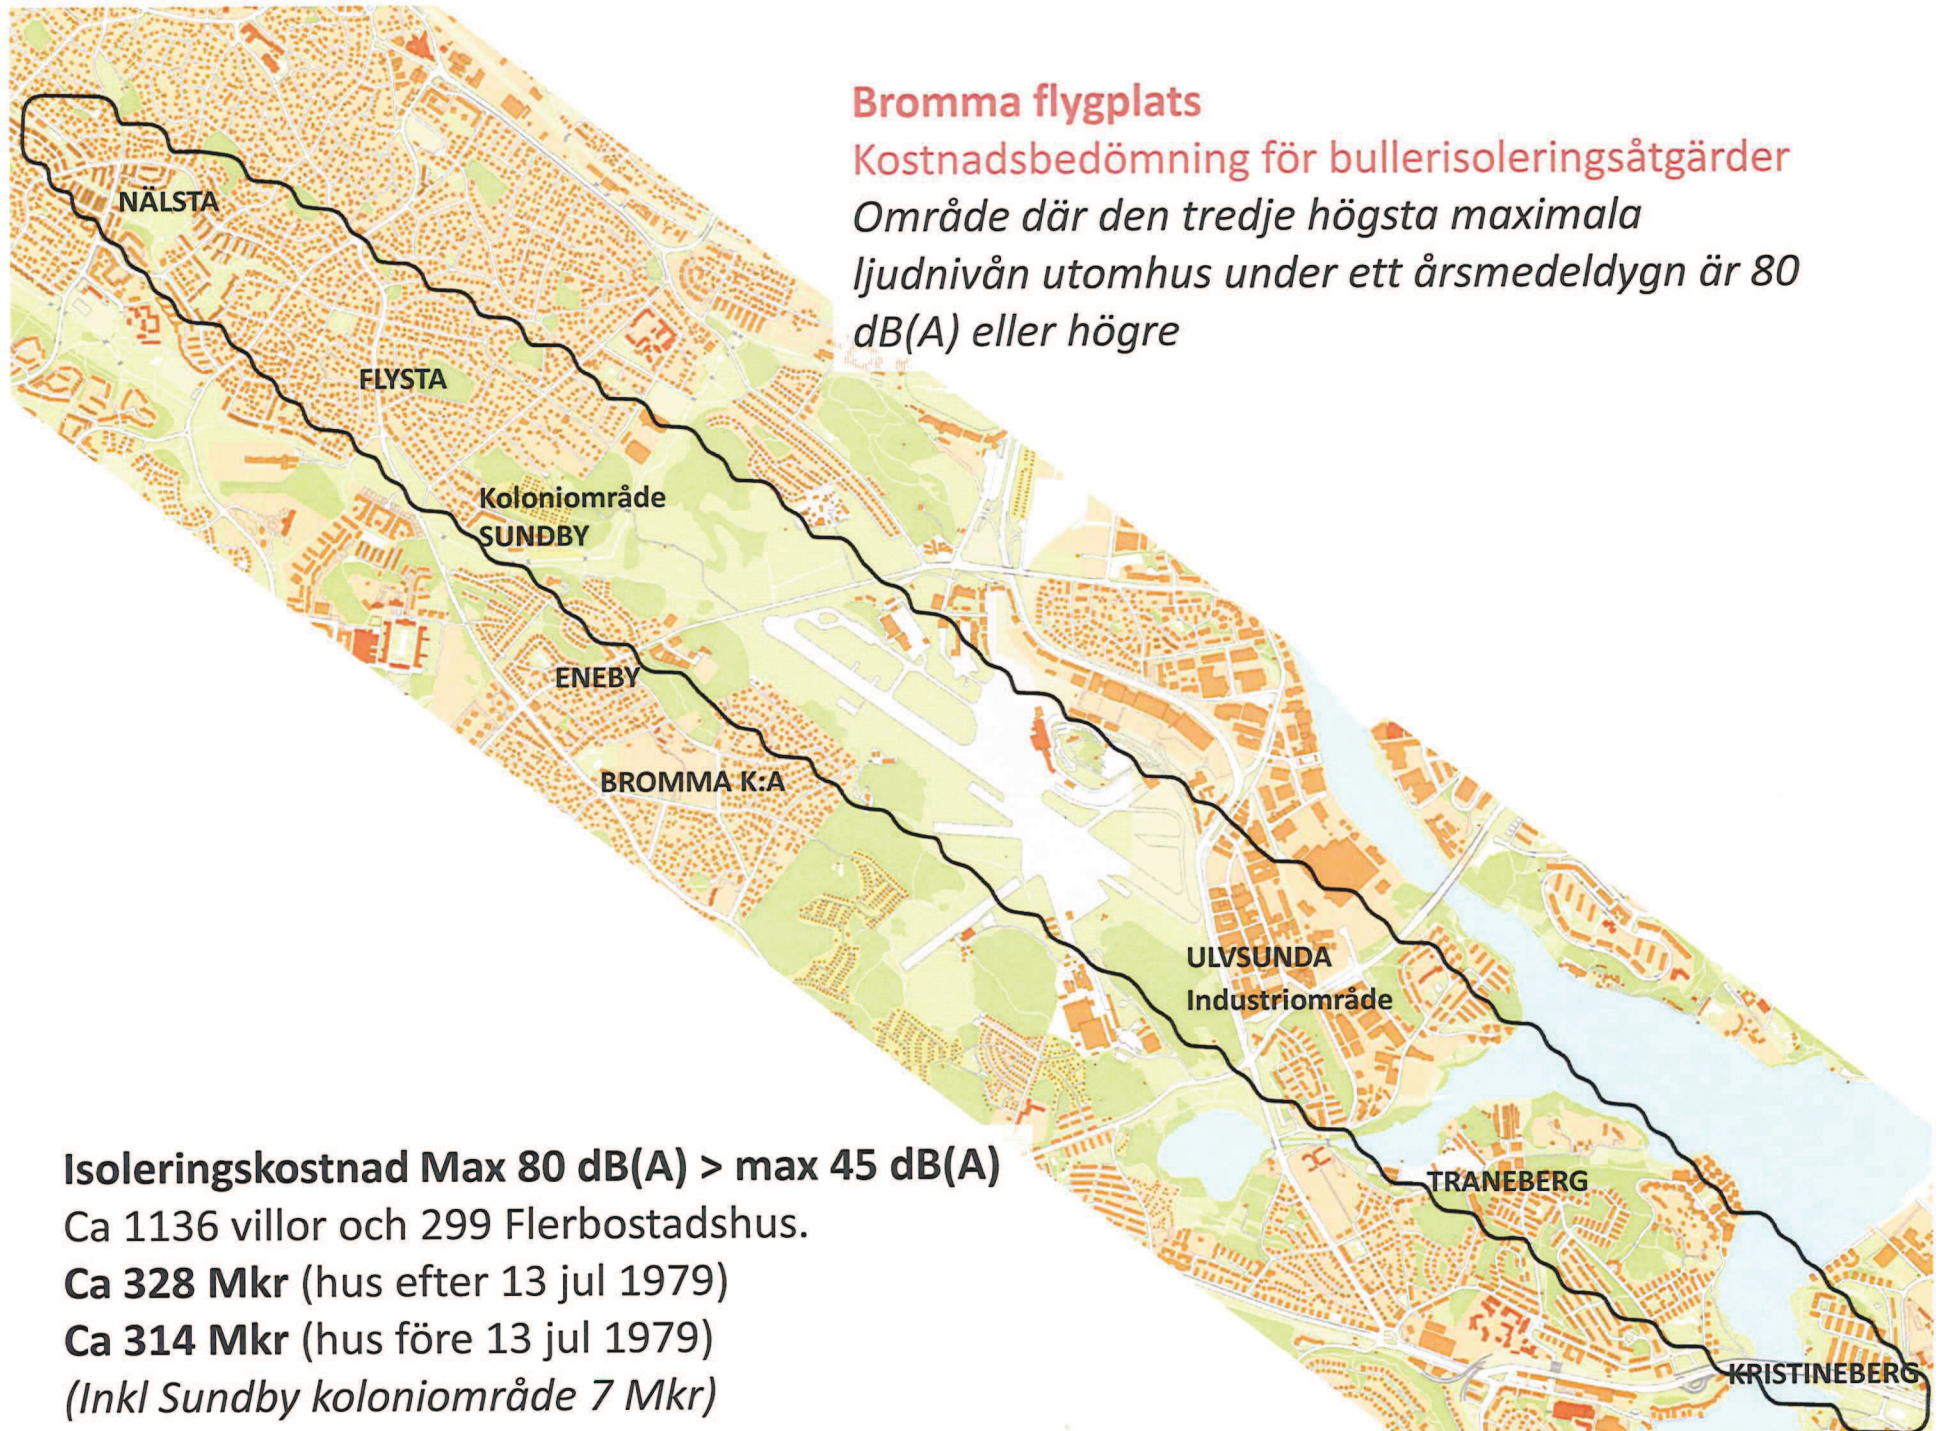 Bromma flygplats
Kostnadsbedömning för bullerisoleringsåtgärder
Område där den tredje högsta maximala
ljudnivån utomhus under ett årsmedeldygn är 80
dB(A) eller högre
NÄLSTA
FLYSTA
Koloniområde
SUNDBY
ENEBY
BROMMA K:A
ULVSUNDA
Industriområde
TRANEBERG
KRISTINEBERG
Isoleringskostnad Max 80 dB(A) > max 45 dB(A)
Ca 1136 villor och 299 Flerbostadshus.
Ca 328 Mkr (hus efter 13 jul 1979)
Ca 314 Mkr (hus före 13 jul 1979)
(Inkl Sundby koloniområde 7 Mkr)